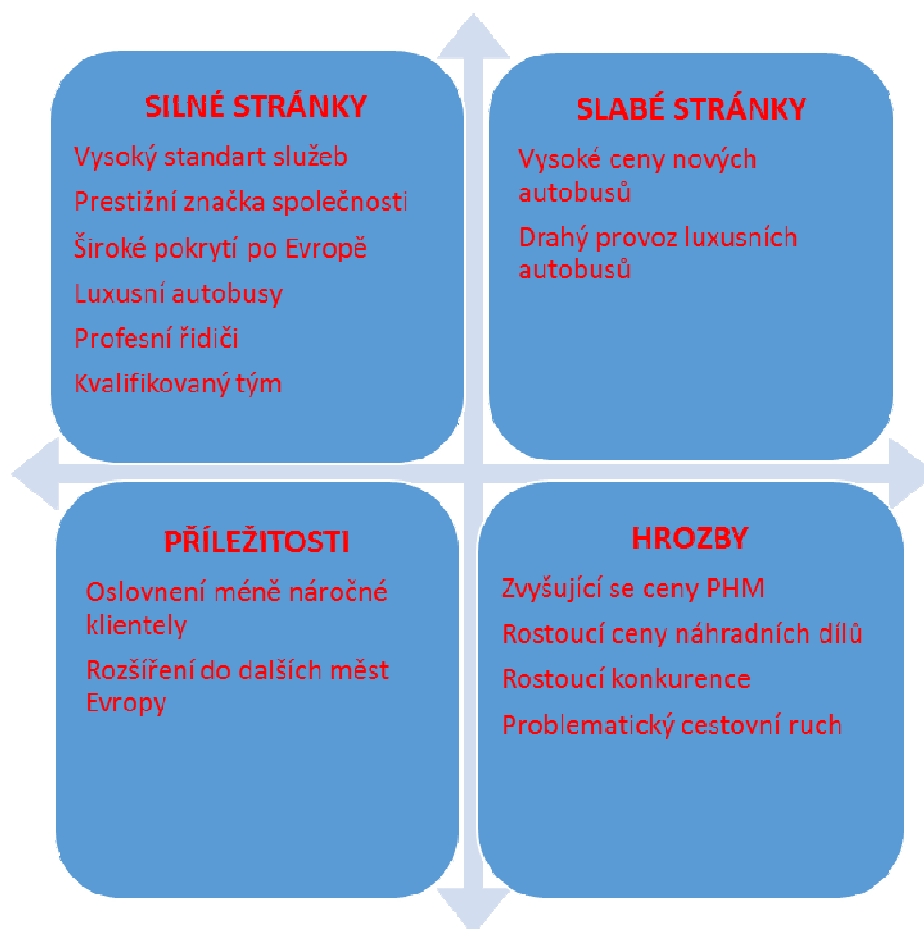 SILNÉ STRÁNKY
Vysoký standart služeb
Prestižní značka společnosti
Široké pokrytí po Evropě
Luxusní autobusy
Profesní řidiči
Kvalifikovaný tým
SLABÉ STRÁNKY
Vysoké ceny nových
autobusů
Drahý provoz luxusních
autobusů
PŘÍLEŽITOSTI
Oslovnení méně náročné
klientely
Rozšíření do dalších měst
Evropy
HROZBY
Zvyšující se ceny PHM
Rostoucí ceny náhradních dílů
Rostoucí konkurence
Problematický cestovní ruch